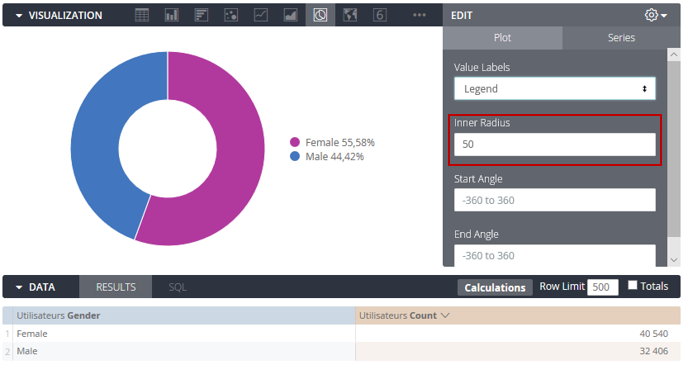 VISUALIZATION
6
...
EDIT
Plot
Series
Value Labels
Legend
Inner Radius
50
Start Angle
-360 to 360
End Angle
-360 to 360
Female 55,58%
Male 44,42%
DATA
RESULTS
SQL
Calculations
Row Limit 500
Totals
Utilisateurs Gender
Utilisateurs Count
1 Female 40 540
2 Male 32 406